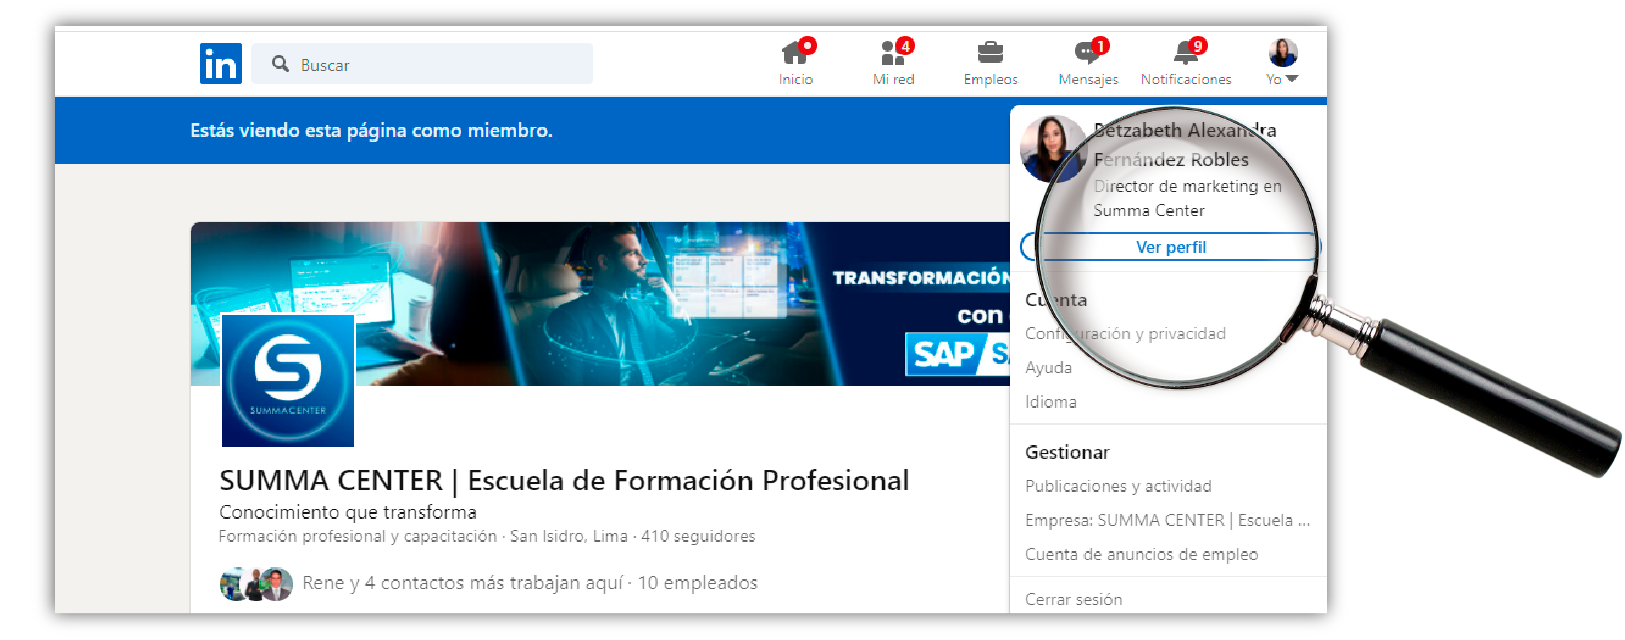 in
Buscar
Inicio
4
Mi red
Empleos
1
Mensajes
9
Notificaciones
Yo
Estás viendo esta página como miembro.
Betzabeth Alexandra
Fernández Robles
Director de marketing en
Summa Center
Ver perfil
Cuenta
Configuración y privacidad
Ayuda
Idioma
Gestionar
Publicaciones y actividad
Empresa: SUMMA CENTER | Escuela ...
Cuenta de anuncios de empleo
Cerrar sesión
TRANSFORMACIÓN
con
SAP S
S
SUMMACENTER
SUMMA CENTER | Escuela de Formación Profesional
Conocimiento que transforma
Formación profesional y capacitación · San Isidro, Lima · 410 seguidores
Rene y 4 contactos más trabajan aquí · 10 empleados